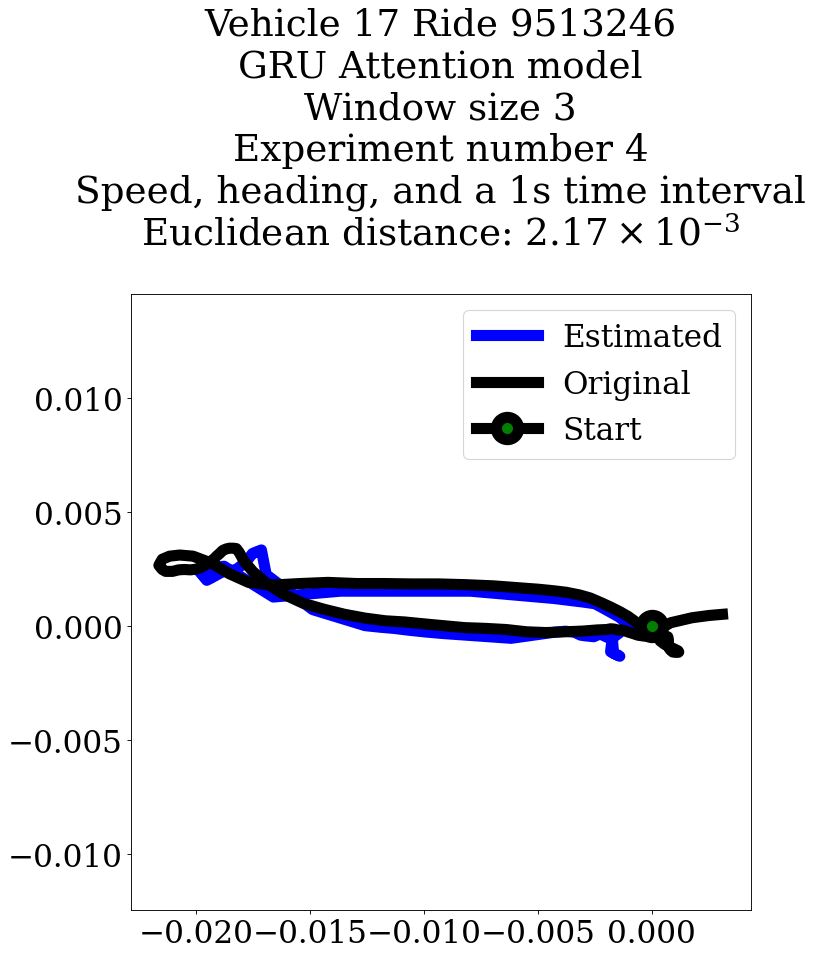 Vehicle 17 Ride 9513246
GRU Attention model
Window size 3
Experiment number 4
Speed, heading, and a 1s time interval
Euclidean distance: 2.17 × 10⁻³
Estimated
Original
Start
0.010
0.005
0.000
−0.005
−0.010
−0.020 −0.015 −0.010 −0.005 0.000